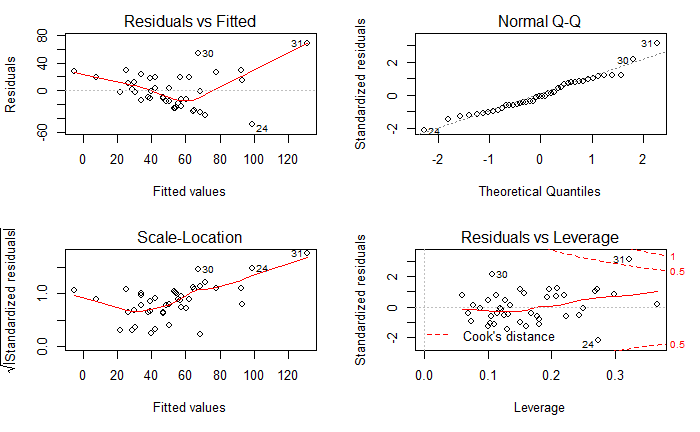 Residuals vs Fitted
Residuals
80
40
0
-60
30
31
24
0 20 40 60 80 100 120
Fitted values
Normal Q-Q
Standardized residuals
2
0
-2
24
30
31
-2 -1 0 1 2
Theoretical Quantiles
Scale-Location
√|Standardized residuals|
1.0
0.0
30
24
31
0 20 40 60 80 100 120
Fitted values
Residuals vs Leverage
Standardized residuals
2
0
-2
30
31
24
1
0.5
0.5
Cook's distance
0.0 0.1 0.2 0.3
Leverage